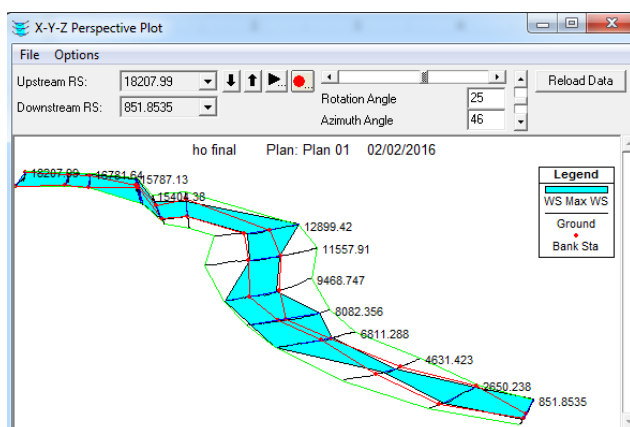 X-Y-Z Perspective Plot
File Options
Upstream RS: 18207.99
Downstream RS: 851.8535
Rotation Angle 25
Azimuth Angle 46
Reload Data
ho final Plan: Plan 01 02/02/2016
Legend
WS Max WS
Ground
Bank Sta
18207.99
16781.64
15787.13
15404.36
12899.42
11557.91
9468.747
8082.356
6811.288
4631.423
2650.238
851.8535